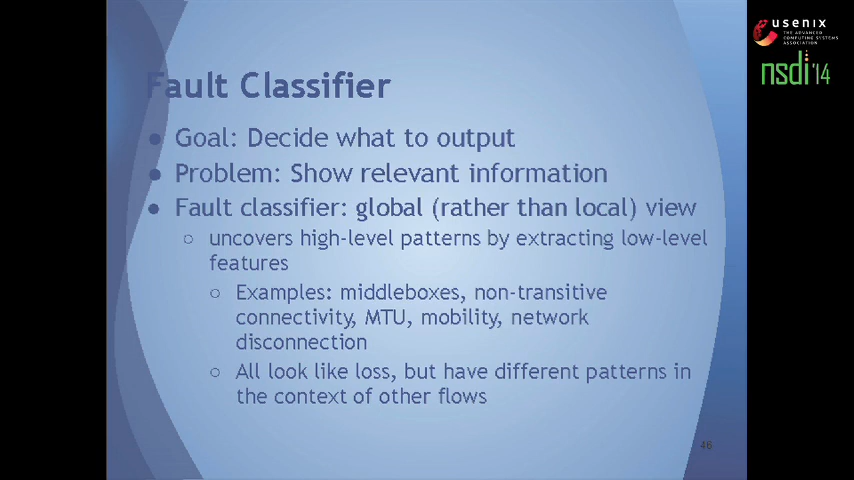 usenix
THE ADVANCED
COMPUTING SYSTEMS
ASSOCIATION
nsdi'14
Fault Classifier
● Goal: Decide what to output
● Problem: Show relevant information
● Fault classifier: global (rather than local) view
○ uncovers high-level patterns by extracting low-level
features
○ Examples: middleboxes, non-transitive
connectivity, MTU, mobility, network
disconnection
○ All look like loss, but have different patterns in
the context of other flows
46